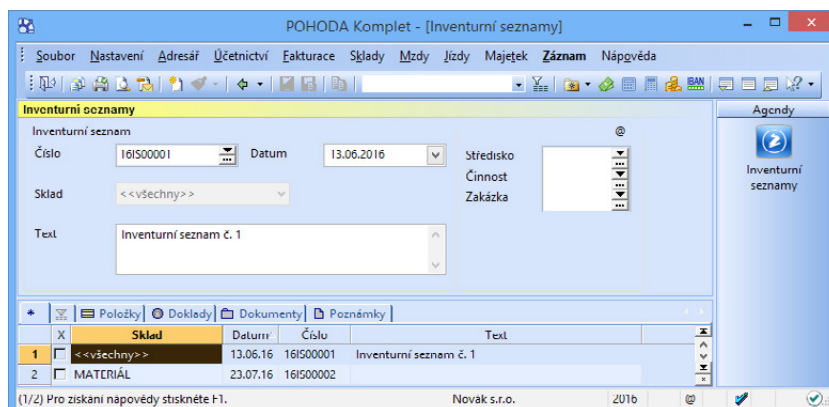 POHODA Komplet - [Inventurní seznamy]
Soubor Nastavení Adresář Účetnictví Fakturace Sklady Mzdy Jízdy Majetek Záznam Nápověda
IBAN
Inventurní seznamy
Agendy
Inventurní seznam @
Číslo 16IS00001 Datum 13.06.2016 Středisko
Činnost
Sklad <<všechny>> Zakázka
Text Inventurní seznam č. 1
Inventurní
seznamy
* Položky Doklady Dokumenty Poznámky
X Sklad Datum Číslo Text
1 <<všechny>> 13.06.16 16IS00001 Inventurní seznam č. 1
2 MATERIÁL 23.07.16 16IS00002
(1/2) Pro získání nápovědy stiskněte F1. Novák s.r.o. 2016 @